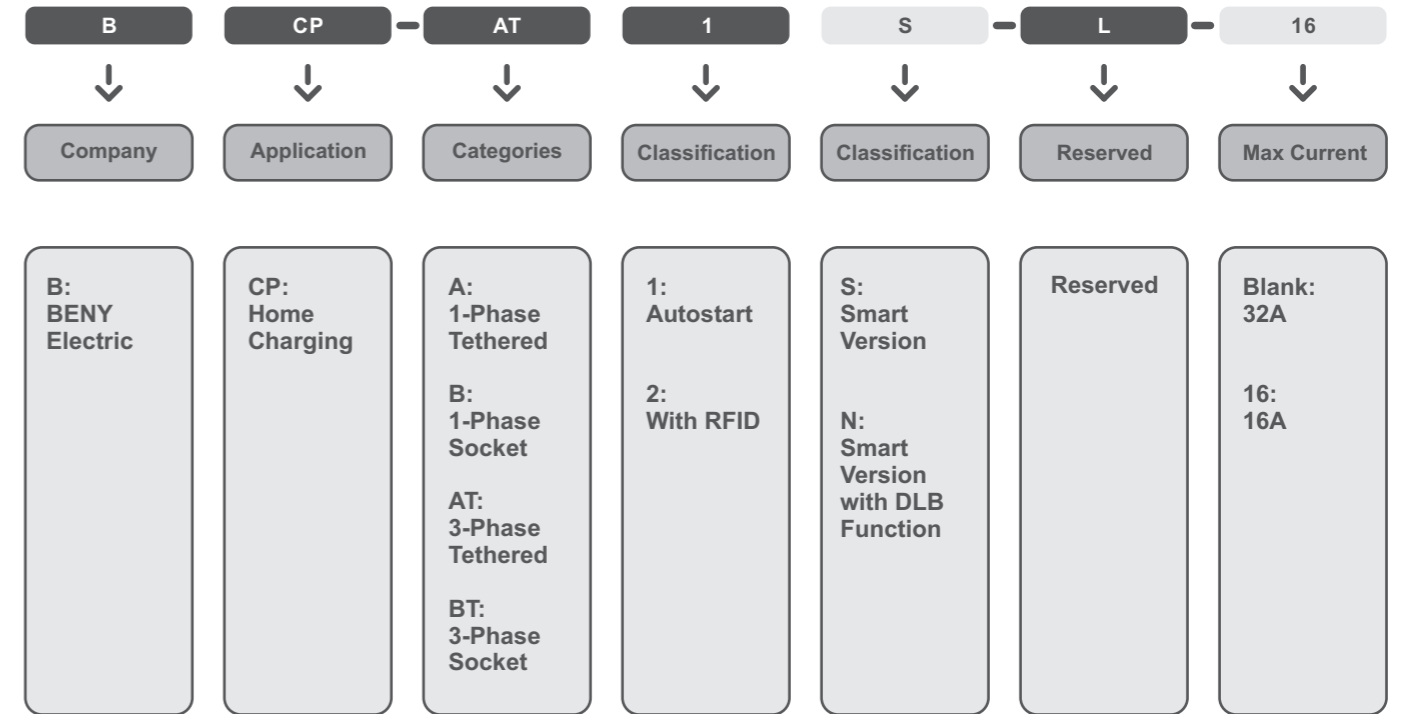 B CP AT 1 S L 16
Company Application Categories Classification Classification Reserved Max Current
B:
BENY
Electric
CP:
Home
Charging
A:
1-Phase
Tethered
B:
1-Phase
Socket
AT:
3-Phase
Tethered
BT:
3-Phase
Socket
1:
Autostart
2:
With RFID
S:
Smart
Version
N:
Smart
Version
with DLB
Function
Reserved
Blank:
32A
16:
16A